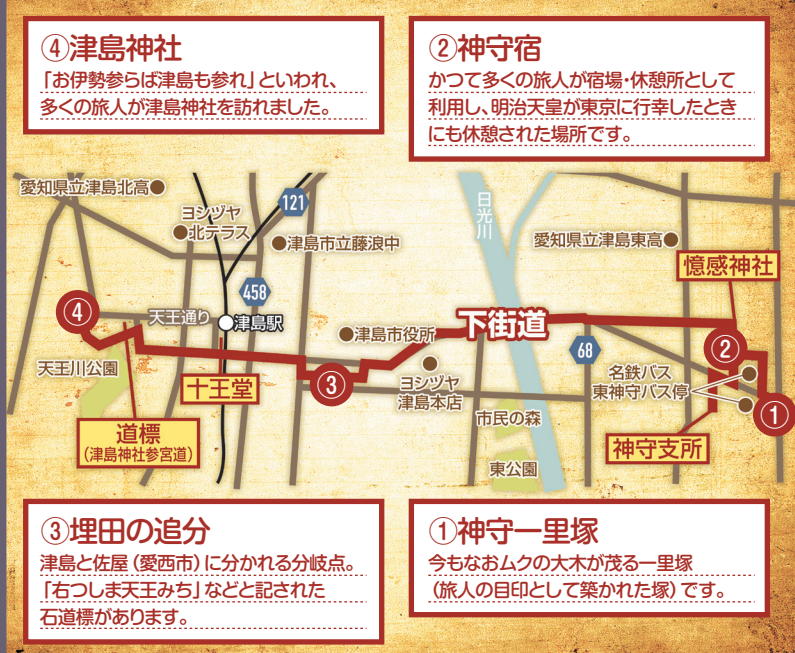 ④津島神社
「お伊勢参らば津島も参れ」といわれ、
多くの旅人が津島神社を訪れました。
②神守宿
かつて多くの旅人が宿場・休憩所として
利用し、明治天皇が東京に行幸したとき
にも休憩された場所です。
愛知県立津島北高
ヨシヅヤ
北テラス
121
津島市立藤浪中
日光川
愛知県立津島東高
憶感神社
458
④
天王通り
津島駅
津島市役所
下街道
68
②
天王川公園
十王堂
③
ヨシヅヤ
津島本店
名鉄バス
東神守バス停
①
道標
(津島神社参宮道)
市民の森
神守支所
東公園
③埋田の追分
津島と佐屋(愛西市)に分かれる分岐点。
「右つしま天王みち」などと記された
石道標があります。
①神守一里塚
今もなおムクの大木が茂る一里塚
(旅人の目印として築かれた塚)です。